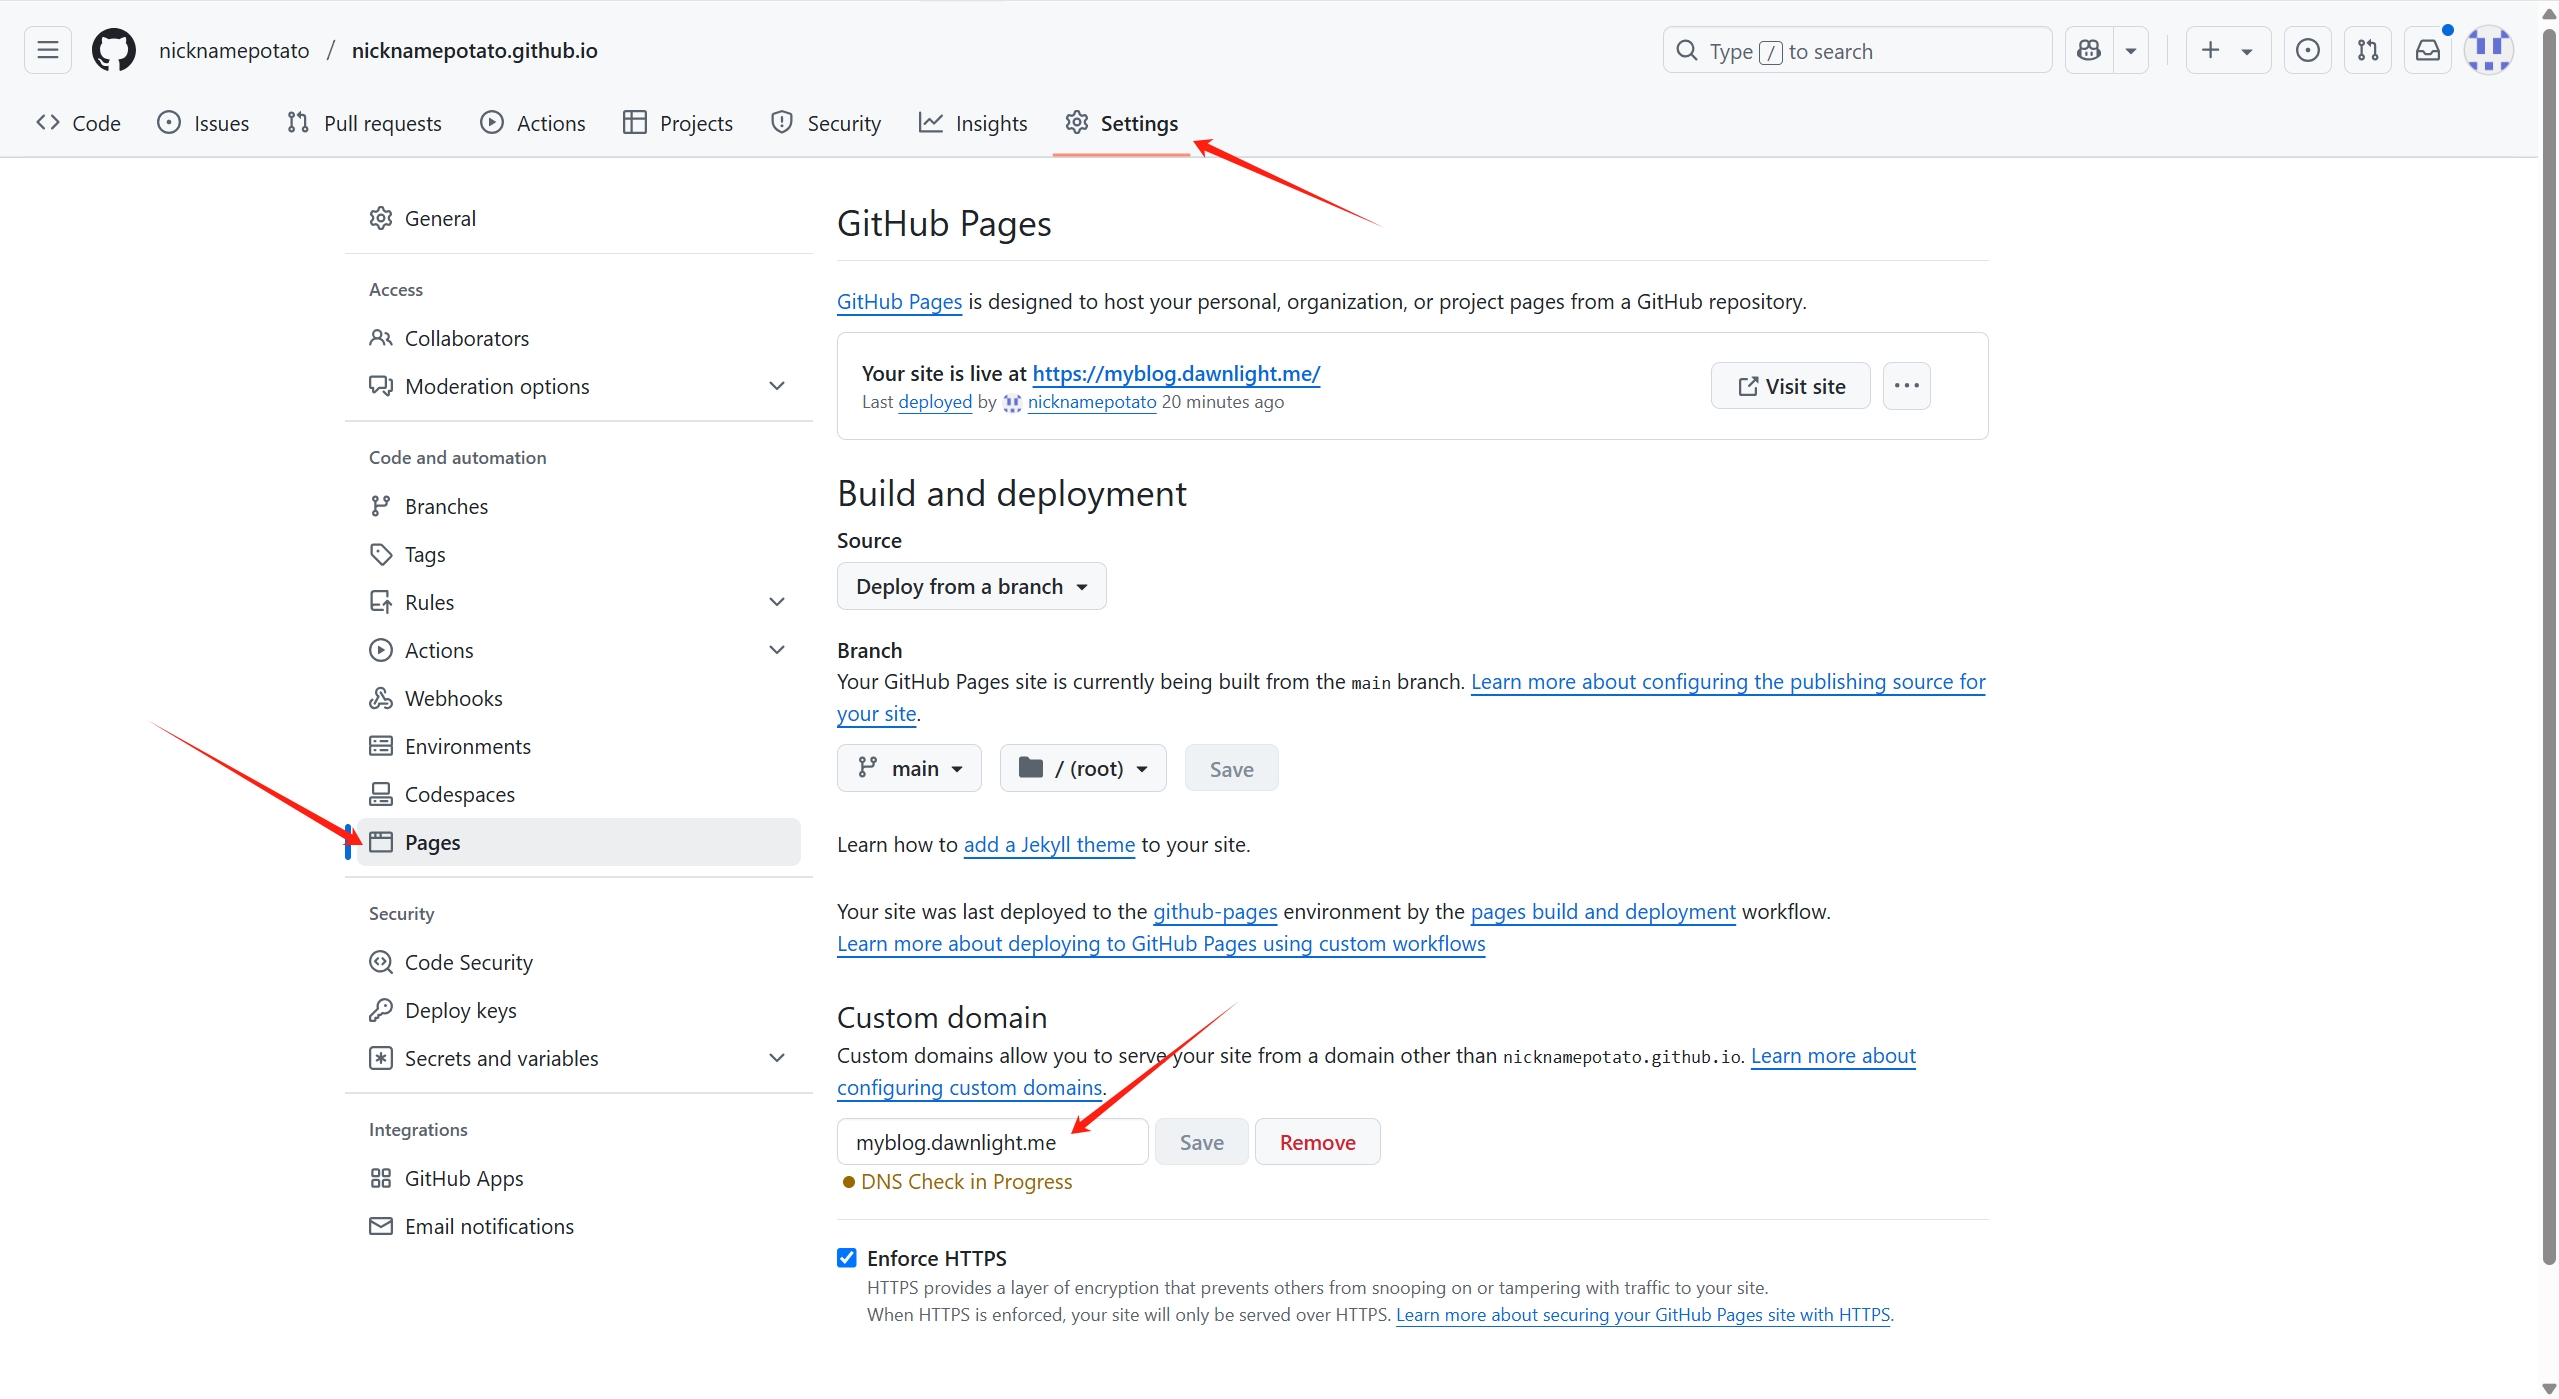 nicknamepotato / nicknamepotato.github.io
Type / to search
Code Issues Pull requests Actions Projects Security Insights Settings
General
Access
Collaborators
Moderation options
Code and automation
Branches
Tags
Rules
Actions
Webhooks
Environments
Codespaces
Pages
Security
Code Security
Deploy keys
Secrets and variables
Integrations
GitHub Apps
Email notifications
GitHub Pages
GitHub Pages is designed to host your personal, organization, or project pages from a GitHub repository.
Your site is live at https://myblog.dawnlight.me/
Last deployed by nicknamepotato 20 minutes ago
Visit site
Build and deployment
Source
Deploy from a branch
Branch
Your GitHub Pages site is currently being built from the main branch. Learn more about configuring the publishing source for
your site.
main / (root) Save
Learn how to add a Jekyll theme to your site.
Your site was last deployed to the github-pages environment by the pages build and deployment workflow.
Learn more about deploying to GitHub Pages using custom workflows
Custom domain
Custom domains allow you to serve your site from a domain other than nicknamepotato.github.io. Learn more about
configuring custom domains.
myblog.dawnlight.me Save Remove
DNS Check in Progress
Enforce HTTPS
HTTPS provides a layer of encryption that prevents others from snooping on or tampering with traffic to your site.
When HTTPS is enforced, your site will only be served over HTTPS. Learn more about securing your GitHub Pages site with HTTPS.